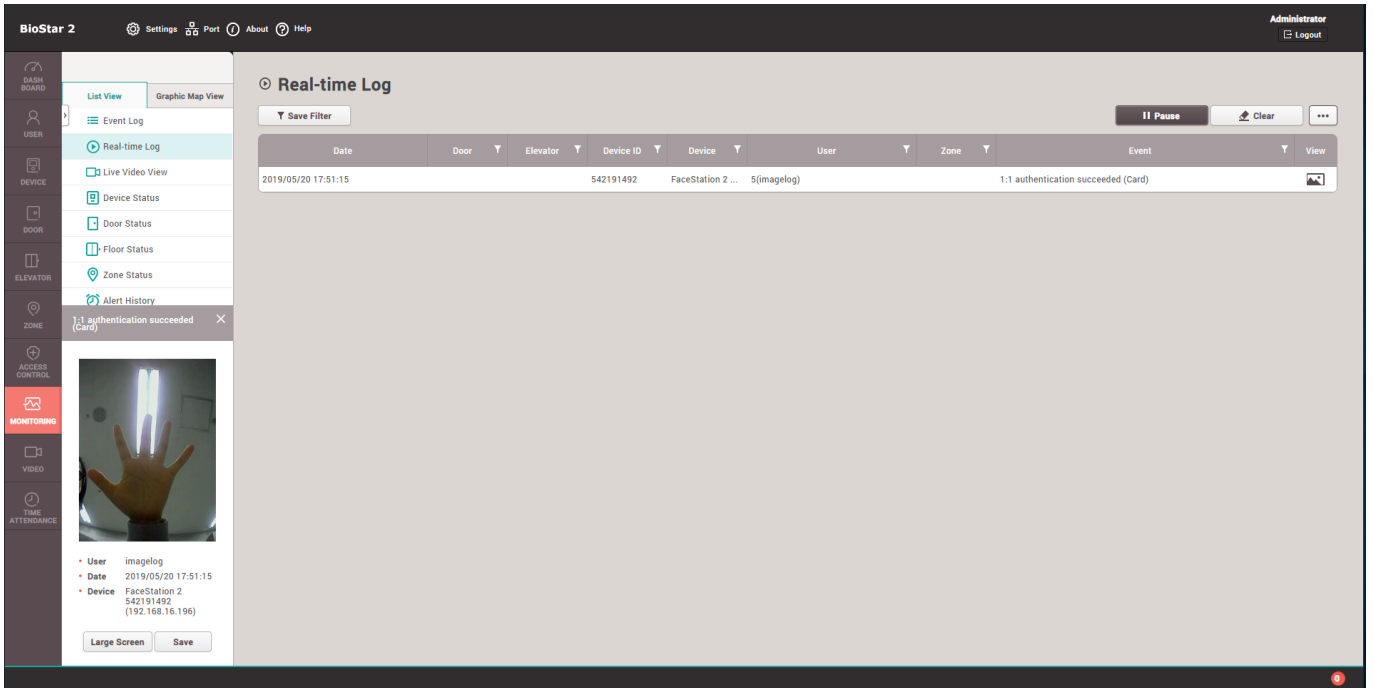 BioStar 2
Settings
Port
About
Help
Administrator
Logout
DASH
BOARD
USER
DEVICE
DOOR
ELEVATOR
ZONE
ACCESS
CONTROL
MONITORING
VIDEO
TIME
ATTENDANCE
List View
Graphic Map View
Event Log
Real-time Log
Live Video View
Device Status
Door Status
Floor Status
Zone Status
Alert History
1:1 authentication succeeded
(Card)
• User imagelog
• Date 2019/05/20 17:51:15
• Device FaceStation 2
542191492
(192.168.16.196)
Large Screen
Save
Real-time Log
Save Filter
Pause
Clear
Date Door Elevator Device ID Device User Zone Event View
2019/05/20 17:51:15 542191492 FaceStation 2 ... 5(imagelog) 1:1 authentication succeeded (Card)
0